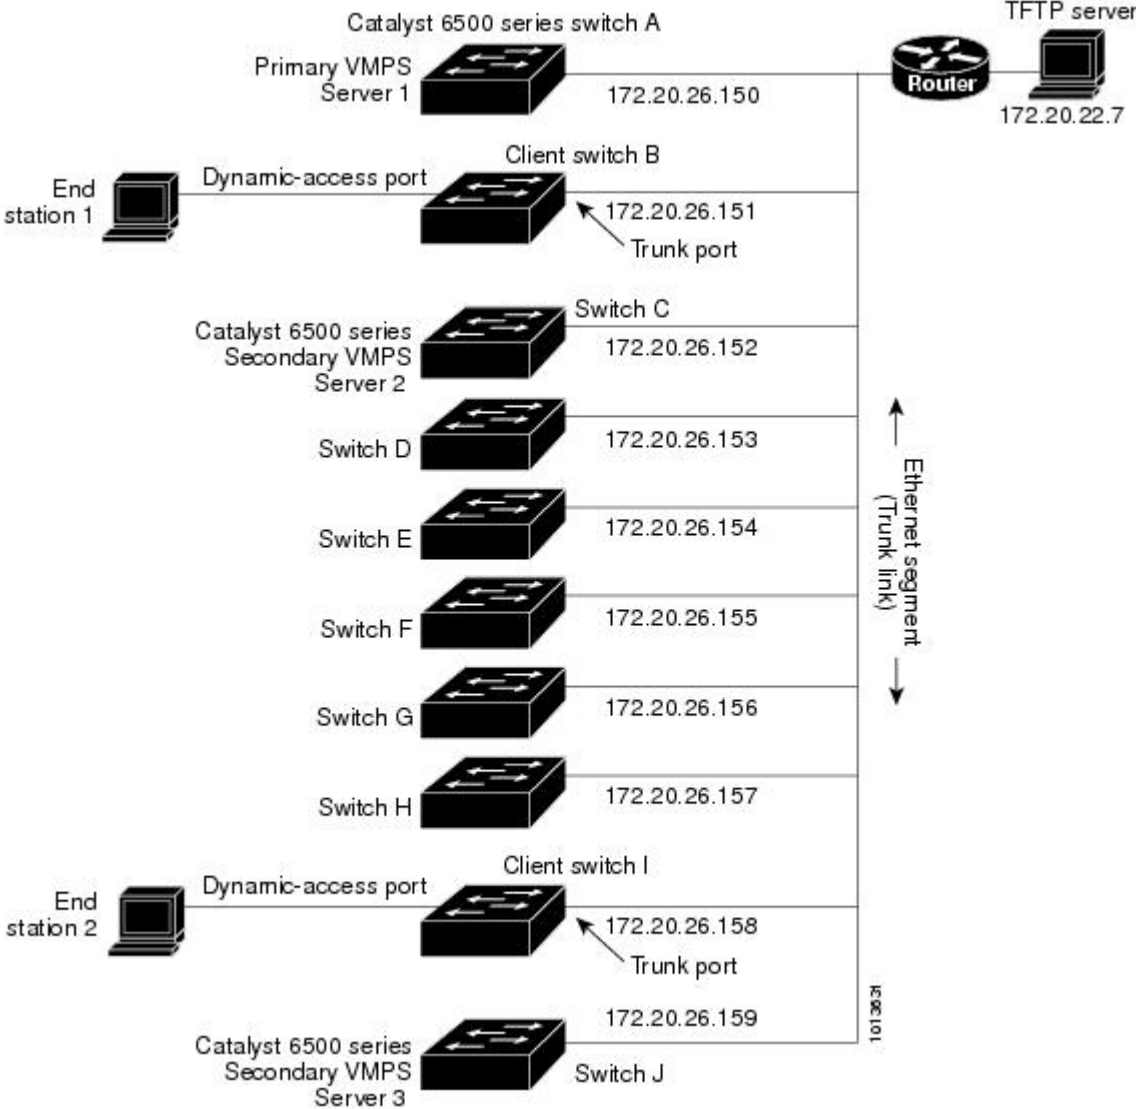 Catalyst 6500 series switch A
TFTP server
Primary VMPS
Server 1
172.20.26.150
Router
172.20.22.7
Client switch B
Dynamic-access port
End
station 1
172.20.26.151
Trunk port
Switch C
Catalyst 6500 series
Secondary VMPS
Server 2
172.20.26.152
Switch D
172.20.26.153
Ethernet segment
(Trunk link)
Switch E
172.20.26.154
Switch F
172.20.26.155
Switch G
172.20.26.156
Switch H
172.20.26.157
Client switch I
Dynamic-access port
End
station 2
172.20.26.158
Trunk port
172.20.26.159
Catalyst 6500 series
Secondary VMPS
Server 3
Switch J